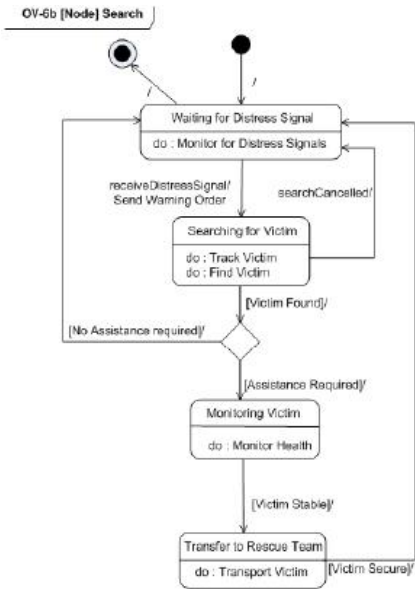 OV-6b [Node] Search
/
/
Waiting for Distress Signal
do : Monitor for Distress Signals
receiveDistressSignal/
Send Warning Order
searchCancelled/
Searching for Victim
do : Track Victim
do : Find Victim
[Victim Found]/
[No Assistance required]/
[Assistance Required]/
Monitoring Victim
do : Monitor Health
[Victim Stable]/
Transfer to Rescue Team
do : Transport Victim
[Victim Secure]/